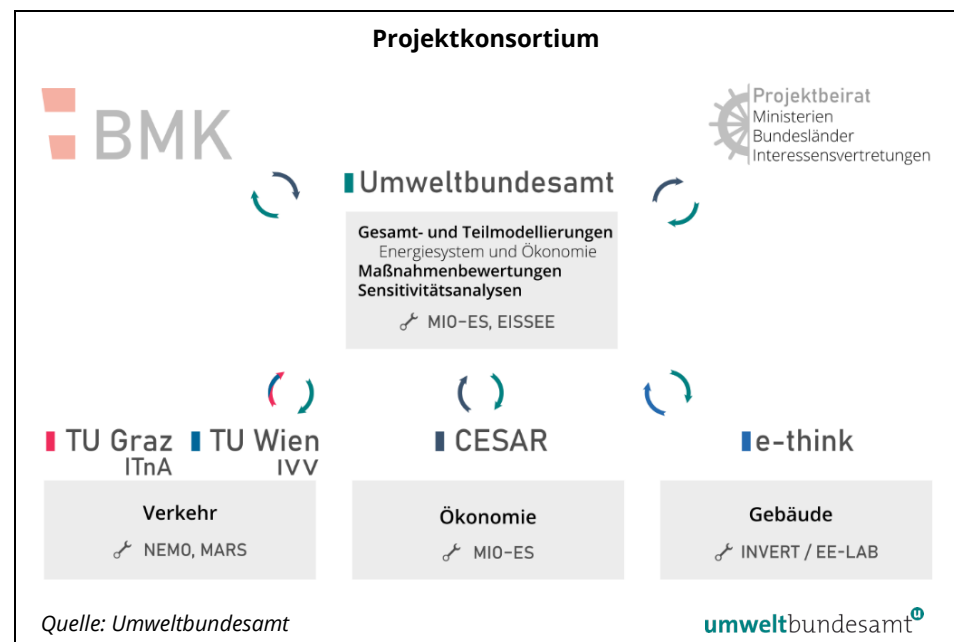 Projektkonsortium
BMK
Projektbeirat
Ministerien
Bundesländer
Interessensvertretungen
Umweltbundesamt
Gesamt- und Teilmodellierungen
Energiesystem und Ökonomie
Maßnahmenbewertungen
Sensitivitätsanalysen
MIO-ES, EISSEE
TU Graz
ITnA
TU Wien
IVV
CESAR
e-think
Verkehr
NEMO, MARS
Ökonomie
MIO-ES
Gebäude
INVERT / EE-LAB
Quelle: Umweltbundesamt
umweltbundesamt u